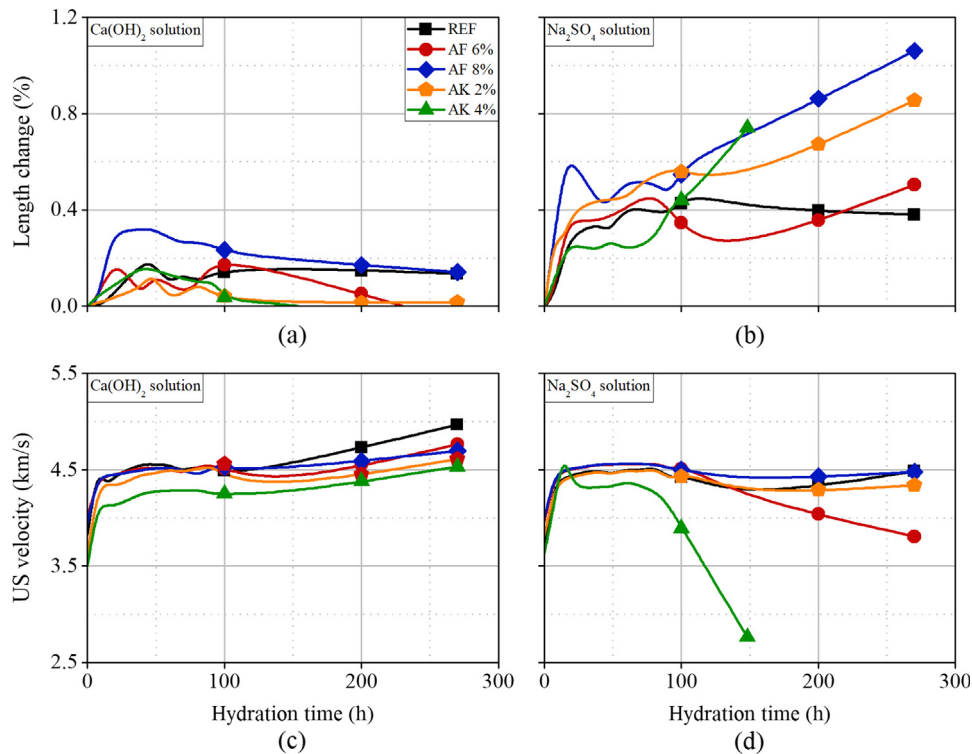 1.2
0.8
0.4
0.0
Length change (%)
Ca(OH)2 solution
REF
AF 6%
AF 8%
AK 2%
AK 4%
(a)
Na2SO4 solution
(b)
5.5
4.5
3.5
2.5
US velocity (km/s)
Ca(OH)2 solution
0 100 200 300
Hydration time (h)
(c)
Na2SO4 solution
0 100 200 300
Hydration time (h)
(d)